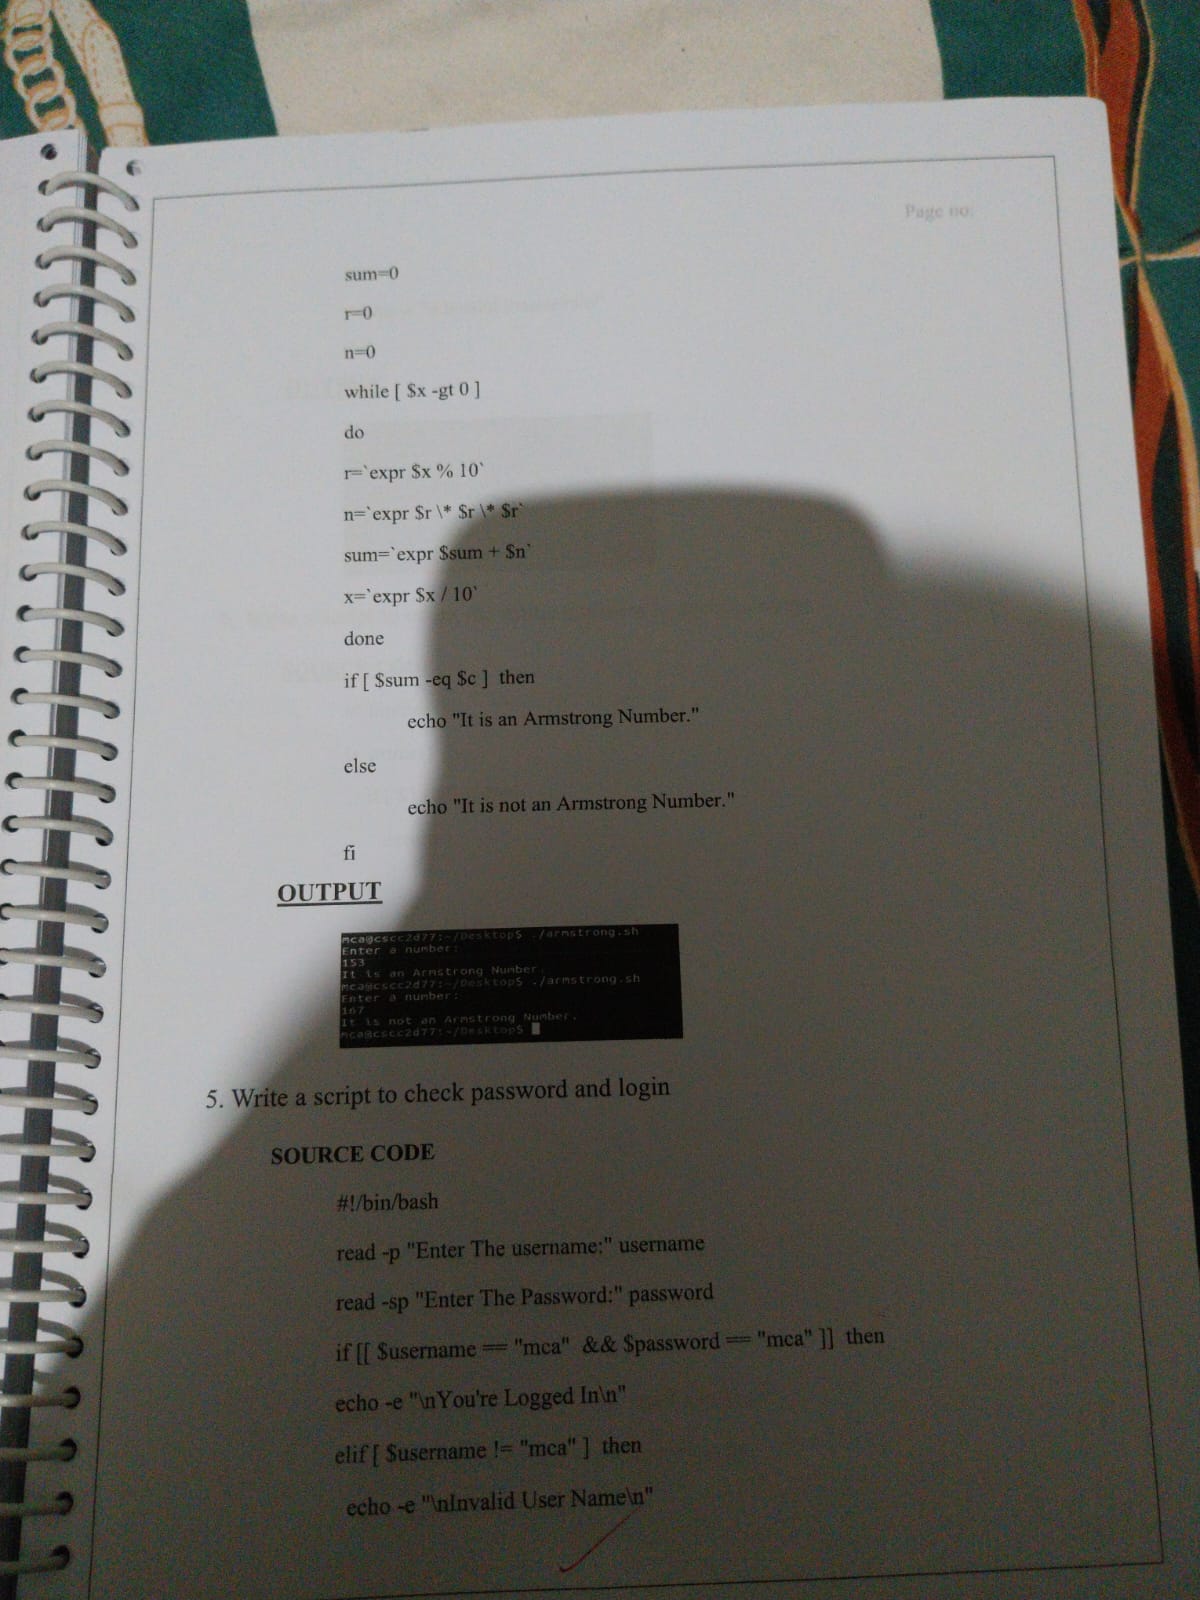 Page no:
sum=0
r=0
n=0
while [ $x -gt 0 ]
do
r=`expr $x % 10`
n=`expr $r \* $r \* $r`
sum=`expr $sum + $n`
x=`expr $x / 10`
done
if [ $sum -eq $c ] then
echo "It is an Armstrong Number."
else
echo "It is not an Armstrong Number."
fi
OUTPUT
mca@cscc2d77:~/Desktop$ ./armstrong.sh
Enter a number:
153
It is an Armstrong Number.
mca@cscc2d77:~/Desktop$ ./armstrong.sh
Enter a number:
167
It is not an Armstrong Number.
mca@cscc2d77:~/Desktop$
5. Write a script to check password and login
SOURCE CODE
#!/bin/bash
read -p "Enter The username:" username
read -sp "Enter The Password:" password
if [[ $username == "mca" && $password == "mca" ]] then
echo -e "\nYou're Logged In\n"
elif [ $username != "mca" ] then
echo -e "\nInvalid User Name\n"